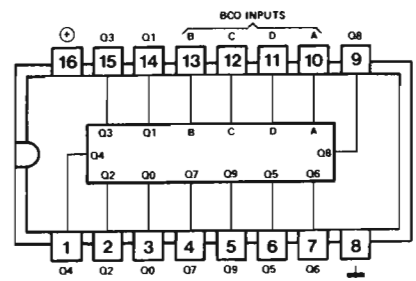 BCO INPUTS
⊕ Q3 Q1 B C D A Q8
16 15 14 13 12 11 10 9
Q3 Q1 B C D A
Q4 Q8
Q2 Q0 Q7 Q9 Q5 Q6
1 2 3 4 5 6 7 8
Q4 Q2 Q0 Q7 Q9 Q5 Q6